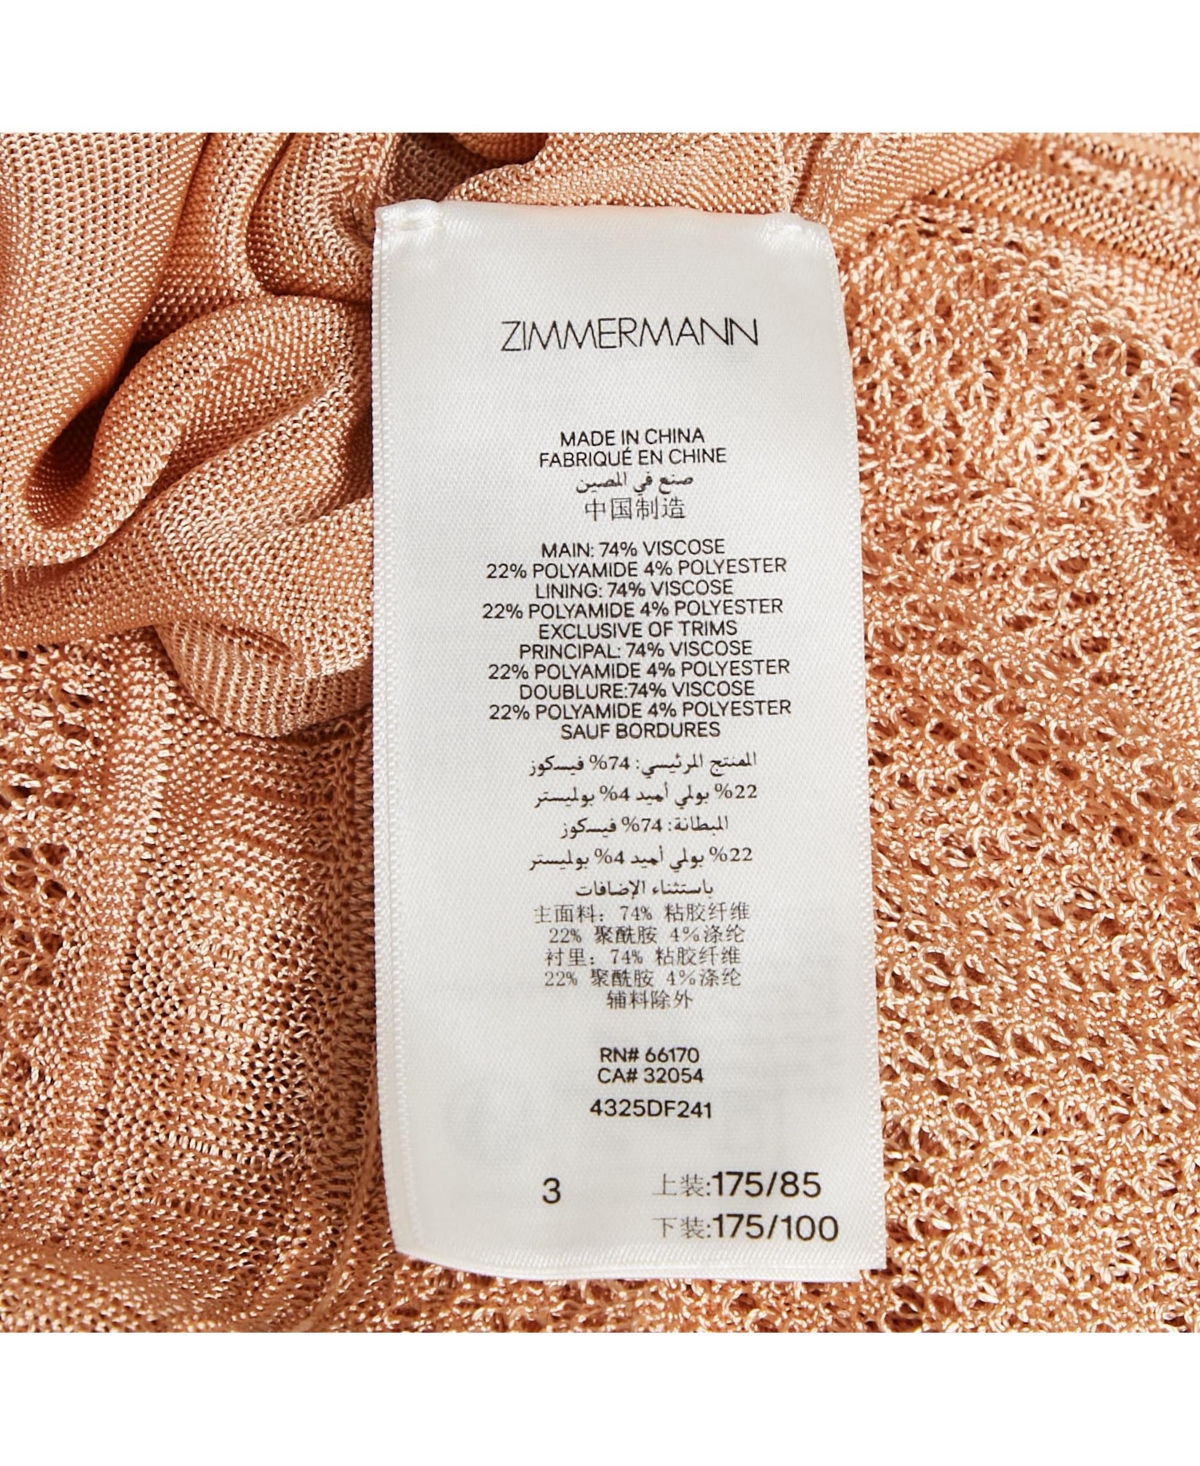 ZIMMERMANN
MADE IN CHINA
FABRIQUÉ EN CHINE
صنع في الصين
中国制造
MAIN: 74% VISCOSE
22% POLYAMIDE 4% POLYESTER
LINING: 74% VISCOSE
22% POLYAMIDE 4% POLYESTER
EXCLUSIVE OF TRIMS
PRINCIPAL: 74% VISCOSE
22% POLYAMIDE 4% POLYESTER
DOUBLURE:74% VISCOSE
22% POLYAMIDE 4% POLYESTER
SAUF BORDURES
المنتج الرئيسي: 74% فيسكوز
22% بولي أميد 4% بوليستر
البطانة: 74% فيسكوز
22% بولي أميد 4% بوليستر
باستثناء الإضافات
主面料: 74% 粘胶纤维
22% 聚酰胺 4%涤纶
衬里: 74% 粘胶纤维
22% 聚酰胺 4%涤纶
辅料除外
RN# 66170
CA# 32054
4325DF241
3 上装:175/85
下装:175/100